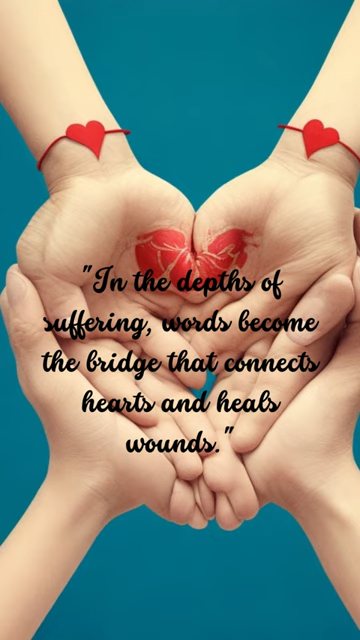 "In the depths of
suffering, words become
the bridge that connects
hearts and heals
wounds."